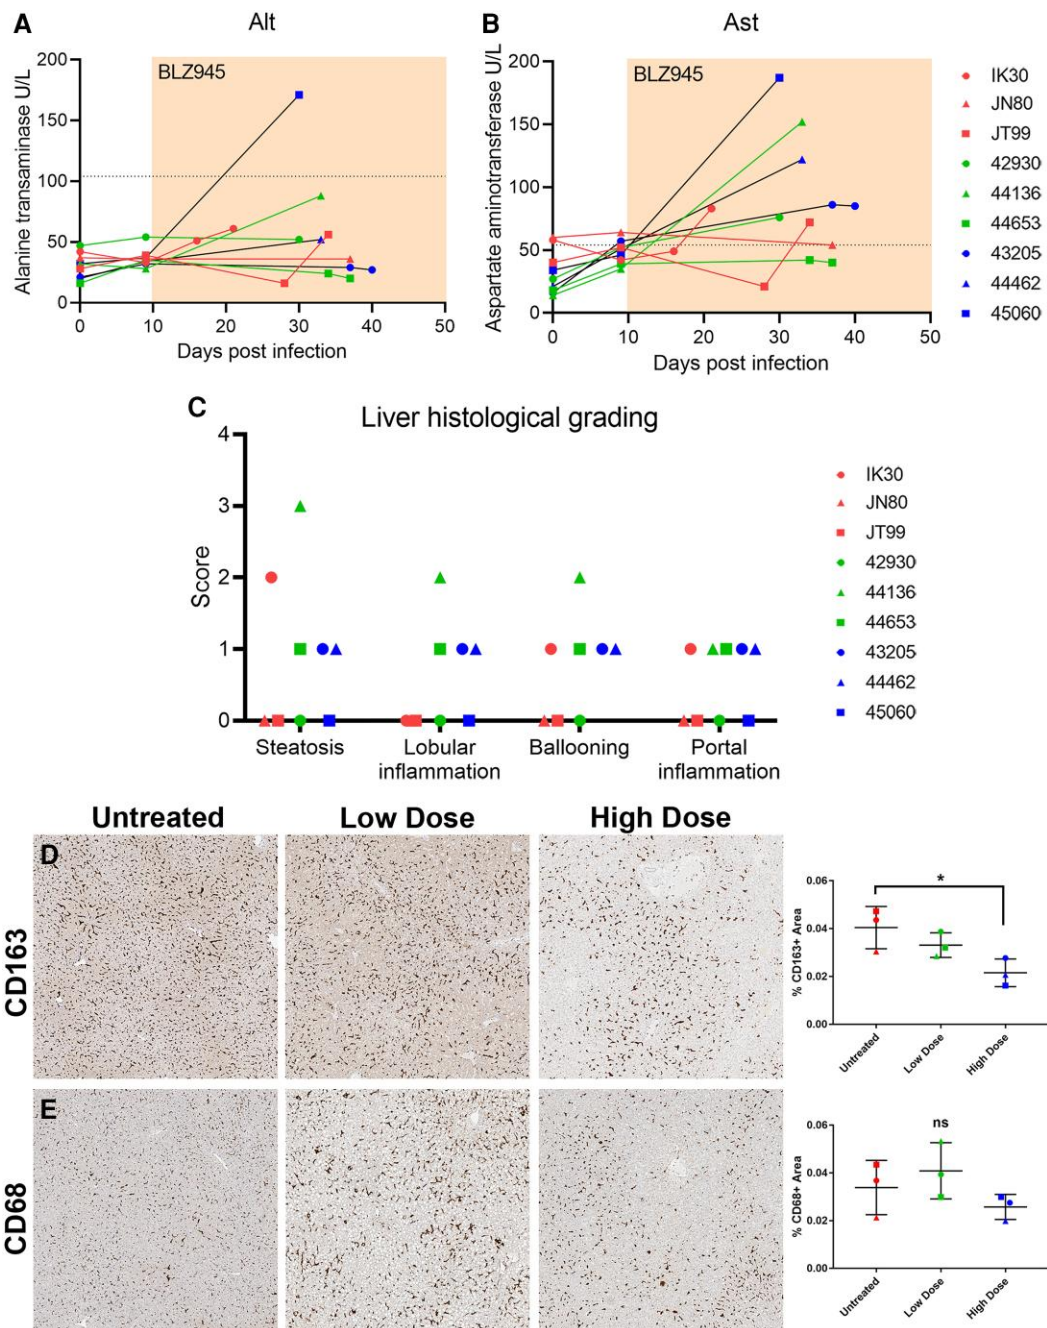 A
Alt
Alanine transaminase U/L
200
150
100
50
0
BLZ945
0 10 20 30 40 50
Days post infection
B
Ast
Aspartate aminotransferase U/L
200
150
100
50
0
BLZ945
0 10 20 30 40 50
Days post infection
IK30
JN80
JT99
42930
44136
44653
43205
44462
45060
C
Liver histological grading
Score
4
3
2
1
0
Steatosis
Lobular
inflammation
Ballooning
Portal
inflammation
IK30
JN80
JT99
42930
44136
44653
43205
44462
45060
Untreated
Low Dose
High Dose
D
CD163
% CD163+ Area
0.06
0.04
0.02
0.00
*
Untreated
Low Dose
High Dose
E
CD68
% CD68+ Area
0.06
0.04
0.02
0.00
ns
Untreated
Low Dose
High Dose